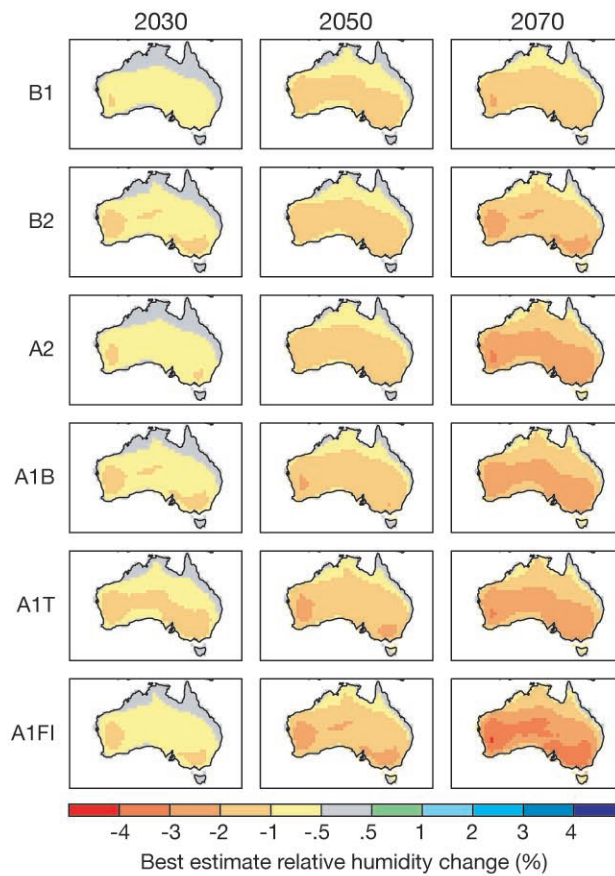 2030 2050 2070
B1
B2
A2
A1B
A1T
A1FI
-4 -3 -2 -1 -.5 .5 1 2 3 4
Best estimate relative humidity change (%)